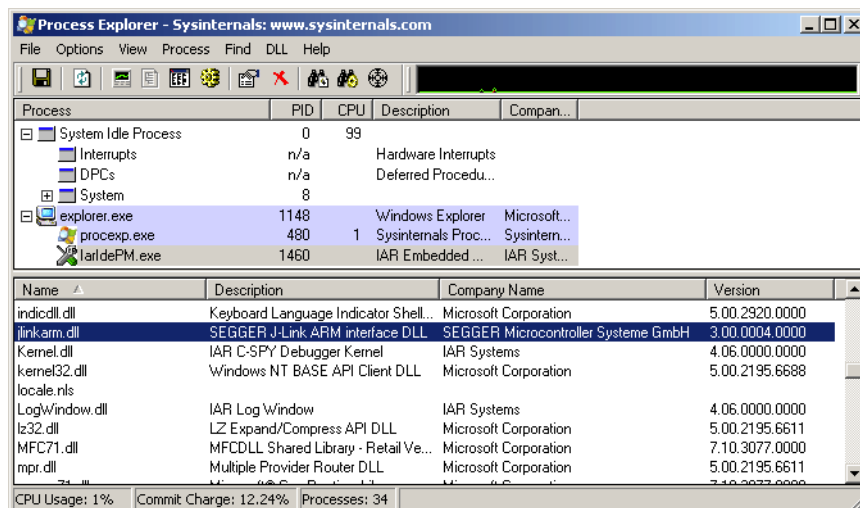 Process Explorer - Sysinternals: www.sysinternals.com
File Options View Process Find DLL Help
Process PID CPU Description Compan...
System Idle Process 0 99
Interrupts n/a Hardware Interrupts
DPCs n/a Deferred Procedu...
System 8
explorer.exe 1148 Windows Explorer Microsoft...
procexp.exe 480 1 Sysinternals Proc... Sysintern...
IarIdePM.exe 1460 IAR Embedded ... IAR Syst...
Name Description Company Name Version
indicdll.dll Keyboard Language Indicator Shell... Microsoft Corporation 5.00.2920.0000
jlinkarm.dll SEGGER J-Link ARM interface DLL SEGGER Microcontroller Systeme GmbH 3.00.0004.0000
Kernel.dll IAR C-SPY Debugger Kernel IAR Systems 4.06.0000.0000
kernel32.dll Windows NT BASE API Client DLL Microsoft Corporation 5.00.2195.6688
locale.nls
LogWindow.dll IAR Log Window IAR Systems 4.06.0000.0000
lz32.dll LZ Expand/Compress API DLL Microsoft Corporation 5.00.2195.6611
MFC71.dll MFCDLL Shared Library - Retail Ve... Microsoft Corporation 7.10.3077.0000
mpr.dll Multiple Provider Router DLL Microsoft Corporation 5.00.2195.6611
CPU Usage: 1% Commit Charge: 12.24% Processes: 34